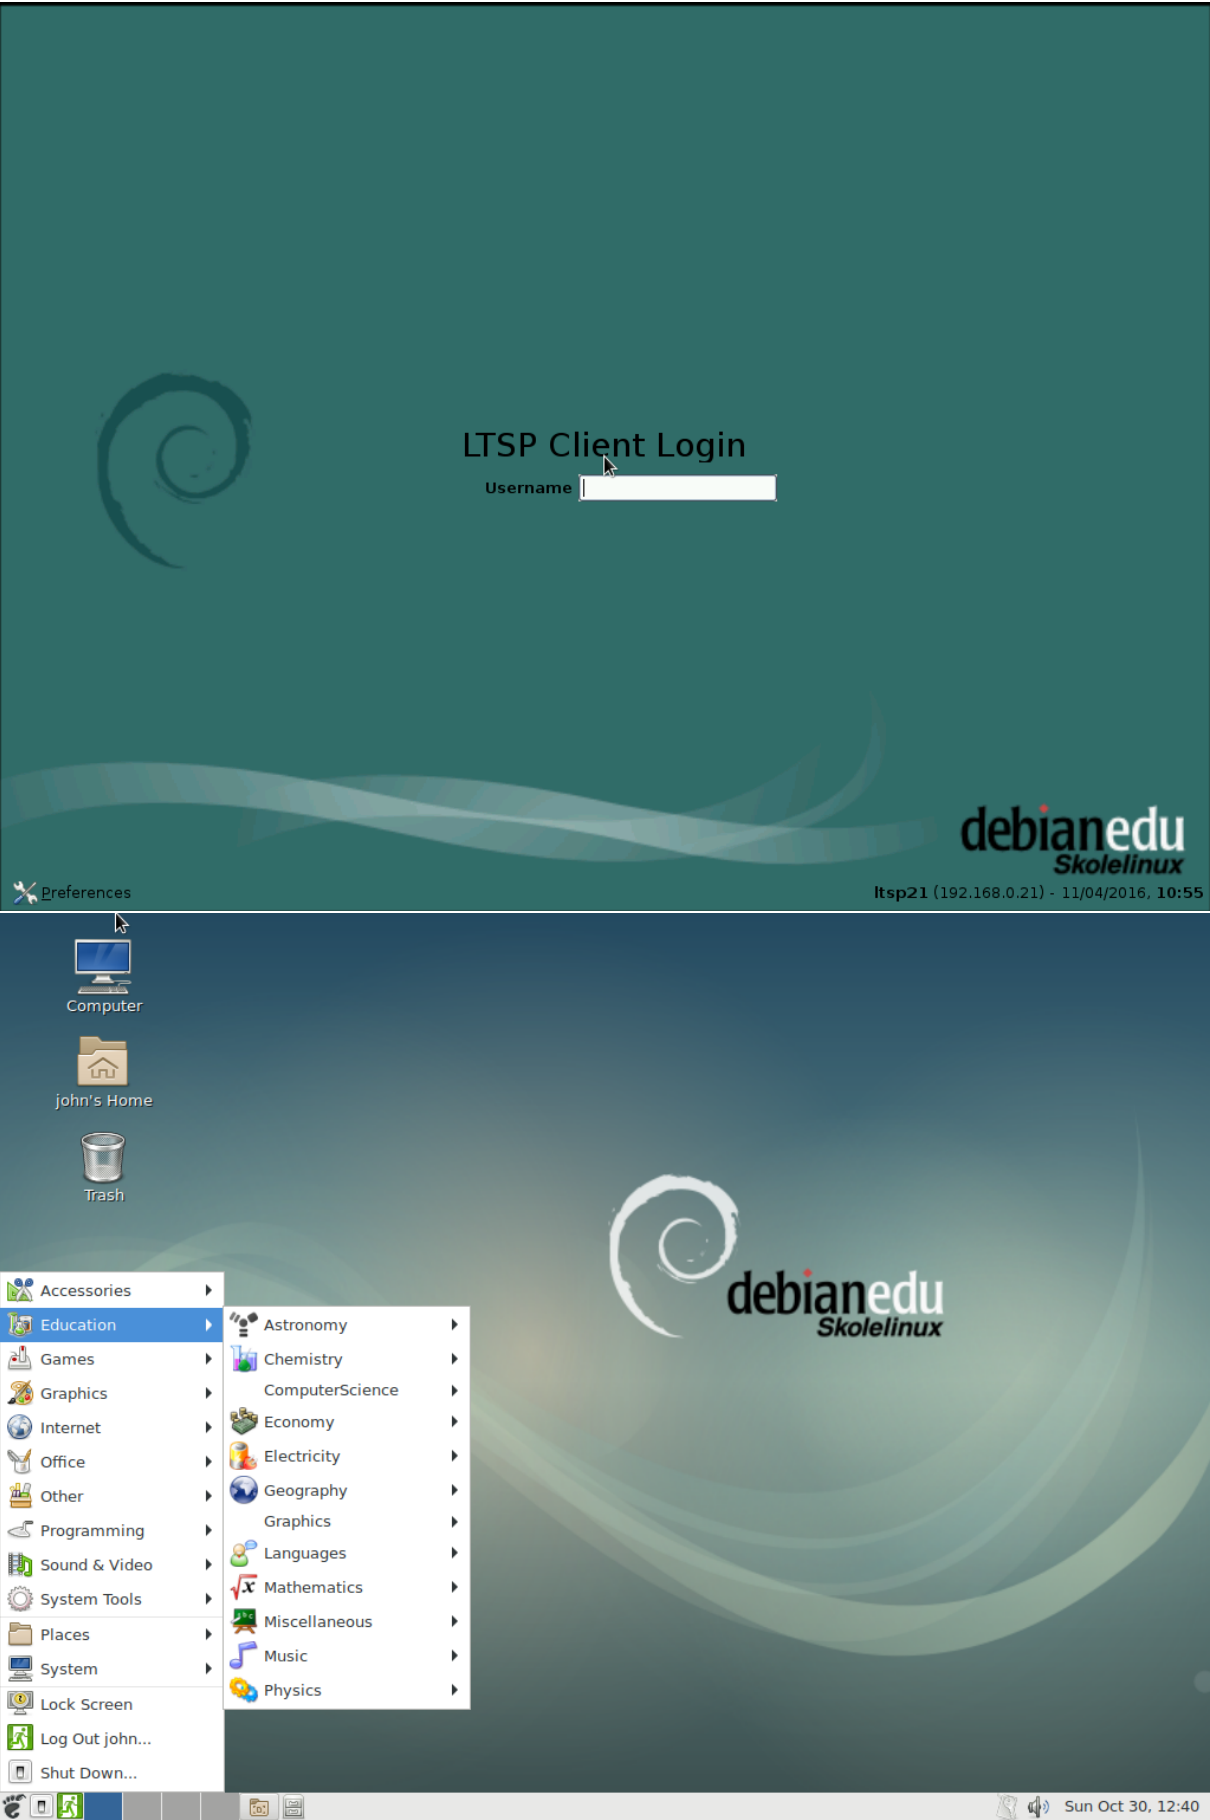 LTSP Client Login
Username
debianedu
Skolelinux
Preferences
ltsp21 (192.168.0.21) - 11/04/2016, 10:55
Computer
john's Home
Trash
debianedu
Skolelinux
Accessories
Education
Games
Graphics
Internet
Office
Other
Programming
Sound & Video
System Tools
Places
System
Lock Screen
Log Out john...
Shut Down...
Astronomy
Chemistry
ComputerScience
Economy
Electricity
Geography
Graphics
Languages
Mathematics
Miscellaneous
Music
Physics
Sun Oct 30, 12:40